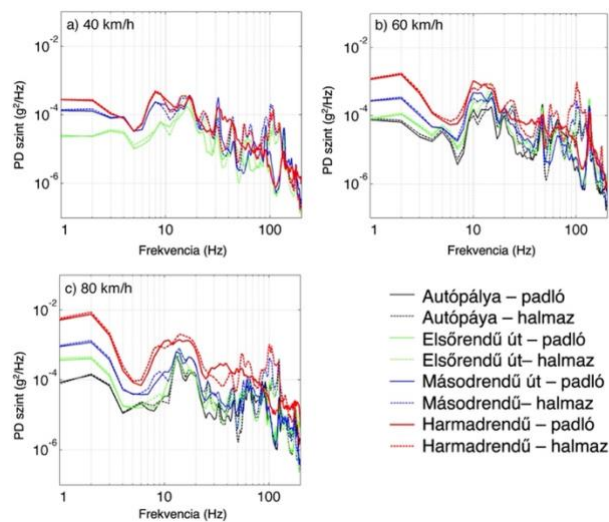 a) 40 km/h
10-2
10-4
10-6
PD szint (g2/Hz)
1
10
100
Frekvencia (Hz)
b) 60 km/h
10-2
10-4
10-6
PD szint (g2/Hz)
1
10
100
Frekvencia (Hz)
c) 80 km/h
10-2
10-4
10-6
PD szint (g2/Hz)
1
10
100
Frekvencia (Hz)
Autópálya – padló
Autópáya – halmaz
Elsőrendű út – padló
Elsőrendű út– halmaz
Másodrendű út – padló
Másodrendű– halmaz
Harmadrendű – padló
Harmadrendű – halmaz